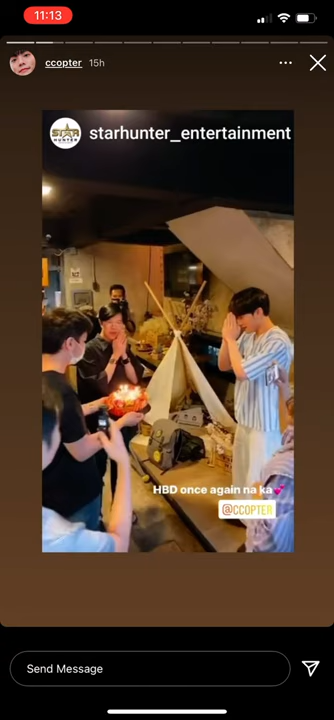 11:13
ccopter 15h
STAR
HUNTER
starhunter_entertainment
HBD once again na ka💕
@CCOPTER
Send Message